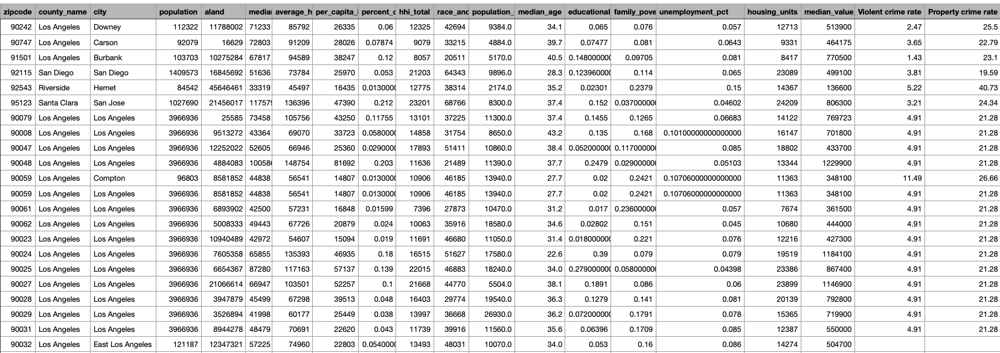 zipcode county_name city population aland media average_h per_capita_i percent_c hhi_total race_and population_ median_age educational family_pove unemployment_pct housing_units median_value_ Violent crime rate Property crime rate
90242 Los Angeles Downey 112322 11788002 71233 85792 26335 0.06 12325 42694 9384.0 34.1 0.065 0.076 0.057 12713 513900 2.47 25.5
90747 Los Angeles Carson 92079 16629 72803 91209 28026 0.07874 9079 33215 4884.0 39.7 0.07477 0.081 0.0643 9331 464175 3.65 22.79
91501 Los Angeles Burbank 103703 10275284 67817 94589 38247 0.12 8057 20511 5170.0 40.5 0.148000000 0.09705 0.081 8417 770500 1.43 23.1
92115 San Diego San Diego 1409573 16845692 51636 73784 25970 0.053 21203 64343 9896.0 28.3 0.123960000 0.114 0.065 23089 499100 3.81 19.59
92543 Riverside Hemet 84542 45646461 33319 45497 16435 0.0130000 12775 38314 2174.0 35.2 0.02301 0.2379 0.15 14367 136600 5.22 40.73
95123 Santa Clara San Jose 1027690 21456017 117579 136396 47390 0.212 23201 68766 8300.0 37.4 0.152 0.037000000 0.04602 24209 806300 3.21 24.34
90079 Los Angeles Los Angeles 3966936 25585 73458 105756 43250 0.11755 13101 37225 11300.0 37.4 0.1455 0.1265 0.06683 14122 769723 4.91 21.28
90008 Los Angeles Los Angeles 3966936 9513272 43364 69070 33723 0.0580000 14858 31754 8650.0 43.2 0.135 0.168 0.10100000000000000 16147 701800 4.91 21.28
90047 Los Angeles Los Angeles 3966936 12252022 52605 66946 25360 0.0290000 17893 51411 10860.0 38.4 0.052000000 0.117000000 0.085 18802 433700 4.91 21.28
90048 Los Angeles Los Angeles 3966936 4884083 100586 148754 81692 0.203 11636 21489 11390.0 37.7 0.2479 0.029000000 0.05103 13344 1229900 4.91 21.28
90059 Los Angeles Compton 96803 8581852 44838 56541 14807 0.0130000 10906 46185 13940.0 27.7 0.02 0.2421 0.10706000000000000 11363 348100 11.49 26.66
90059 Los Angeles Los Angeles 3966936 8581852 44838 56541 14807 0.0130000 10906 46185 13940.0 27.7 0.02 0.2421 0.10706000000000000 11363 348100 4.91 21.28
90061 Los Angeles Los Angeles 3966936 6893902 42500 57231 16848 0.01599 7396 27873 10470.0 31.2 0.017 0.236000000 0.057 7674 361500 4.91 21.28
90062 Los Angeles Los Angeles 3966936 5008333 49443 67726 20879 0.024 10063 35916 18580.0 34.6 0.02802 0.151 0.045 10680 444000 4.91 21.28
90023 Los Angeles Los Angeles 3966936 10940489 42972 54607 15094 0.019 11691 46680 11050.0 31.4 0.018000000 0.221 0.076 12216 427300 4.91 21.28
90024 Los Angeles Los Angeles 3966936 7605358 65855 135393 46935 0.18 16515 51627 17580.0 22.6 0.39 0.079 0.079 19519 1184100 4.91 21.28
90025 Los Angeles Los Angeles 3966936 6654367 87280 117163 57137 0.139 22015 46883 18240.0 34.0 0.279000000 0.058000000 0.04398 23386 867400 4.91 21.28
90027 Los Angeles Los Angeles 3966936 21066614 66947 103501 52257 0.1 21668 44770 5504.0 38.1 0.1891 0.086 0.06 23899 1146900 4.91 21.28
90028 Los Angeles Los Angeles 3966936 3947879 45499 67298 39513 0.048 16403 29774 19540.0 36.3 0.1279 0.141 0.081 20139 792800 4.91 21.28
90029 Los Angeles Los Angeles 3966936 3526894 41998 60177 25449 0.038 13997 36668 26930.0 36.2 0.072000000 0.1791 0.078 15365 719900 4.91 21.28
90031 Los Angeles Los Angeles 3966936 8944278 48479 70691 22620 0.043 11739 39916 11560.0 35.6 0.06396 0.1709 0.085 12387 550000 4.91 21.28
90032 Los Angeles East Los Angeles 121187 12347321 57225 74960 22803 0.0540000 13493 48031 10070.0 34.0 0.053 0.16 0.086 14274 504700